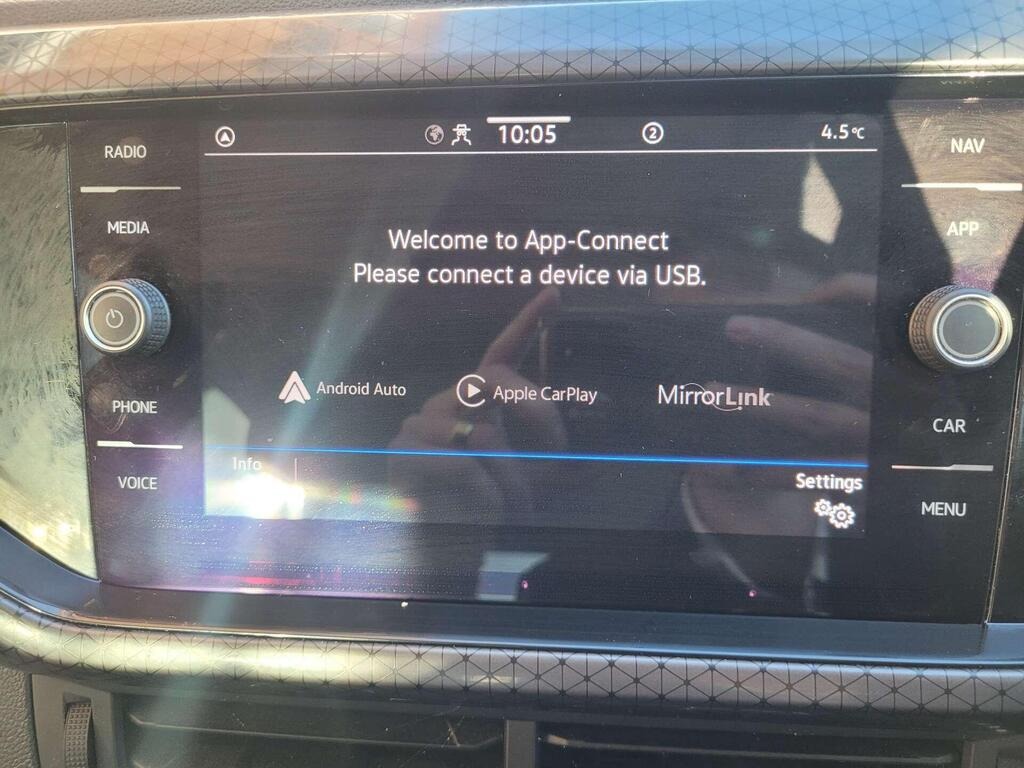 10:05
2
4.5°C
RADIO
MEDIA
PHONE
VOICE
Welcome to App-Connect
Please connect a device via USB.
Android Auto
Apple CarPlay
MirrorLink
Info
Settings
NAV
APP
CAR
MENU